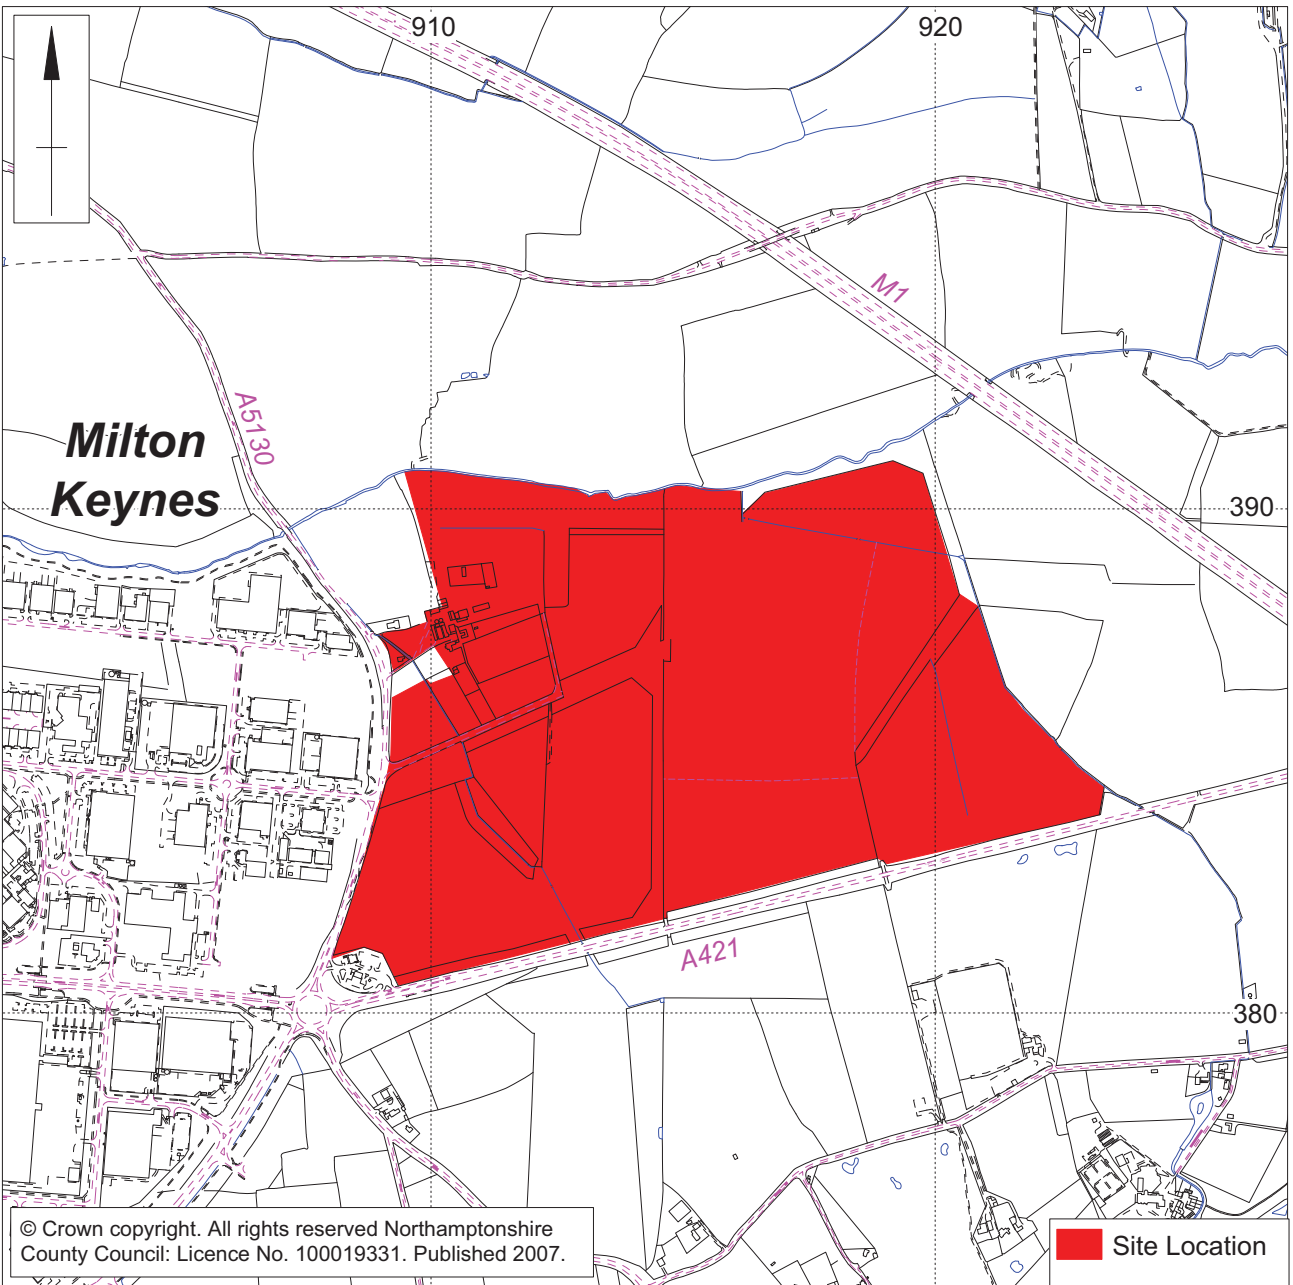 910
920
M1
A5130
Milton
Keynes
390
A421
380
© Crown copyright. All rights reserved Northamptonshire
County Council: Licence No. 100019331. Published 2007.
Site Location